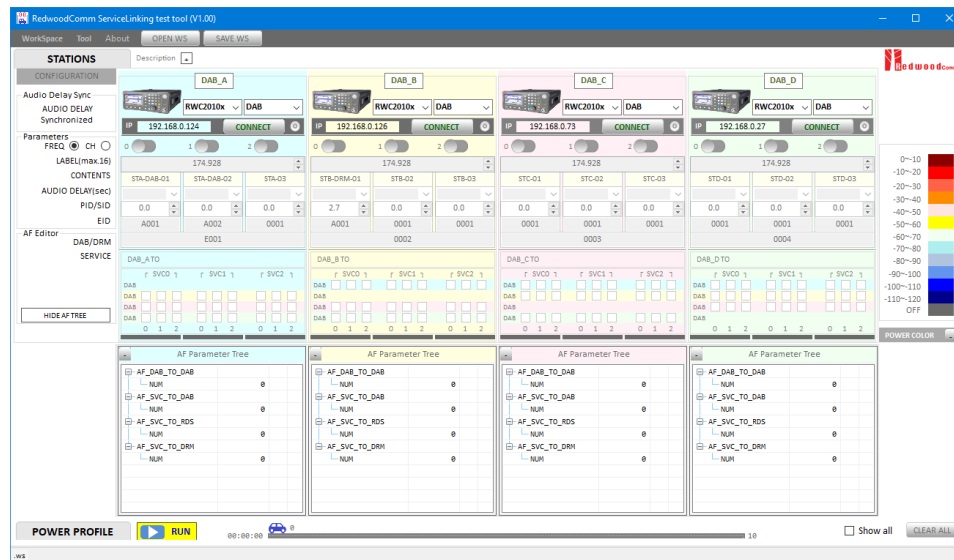 RedwoodComm ServiceLinking test tool (V1.00)
WorkSpace Tool About OPEN WS SAVE WS
STATIONS Description
RedwoodComm
CONFIGURATION DAB_A DAB_B DAB_C DAB_D
Audio Delay Sync
RWC2010x DAB RWC2010x DAB RWC2010x DAB RWC2010x DAB
AUDIO DELAY
Synchronized
IP 192.168.0.124 CONNECT IP 192.168.0.126 CONNECT IP 192.168.0.73 CONNECT IP 192.168.0.27 CONNECT
Parameters
FREQ CH 0 1 2 0 1 2 0 1 2 0 1 2
LABEL(max.16) 174.928 174.928 174.928 174.928
CONTENTS STA-DAB-01 STA-DAB-02 STA-03 STB-DRM-01 STB-02 STB-03 STC-01 STC-02 STC-03 STD-01 STD-02 STD-03
AUDIO DELAY(sec)
PID/SID 0.0 0.0 0.0 2.7 0.0 0.0 0.0 0.0 0.0 0.0 0.0 0.0
EID A001 A002 0001 A001 0001 0001 0001 0001 0001 0001 0001 0001
AF Editor
DAB/DRM E001 0002 0003 0004
SERVICE DAB_A TO DAB_B TO DAB_C TO DAB_D TO
SVC0 SVC1 SVC2 SVC0 SVC1 SVC2 SVC0 SVC1 SVC2 SVC0 SVC1 SVC2
DAB DAB DAB DAB
DAB DAB DAB DAB
DAB DAB DAB DAB
DAB DAB DAB DAB
HIDE AF TREE
0 1 2 0 1 2 0 1 2 0 1 2 0 1 2 0 1 2 0 1 2 0 1 2
0~-10
-10~-20
-20~-30
-30~-40
-40~-50
-50~-60
-60~-70
-70~-80
-80~-90
-90~-100
-100~-110
-110~-120
OFF
POWER COLOR
AF Parameter Tree AF Parameter Tree AF Parameter Tree AF Parameter Tree
AF_DAB_TO_DAB AF_DAB_TO_DAB AF_DAB_TO_DAB AF_DAB_TO_DAB
NUM 0 NUM 0 NUM 0 NUM 0
AF_SVC_TO_DAB AF_SVC_TO_DAB AF_SVC_TO_DAB AF_SVC_TO_DAB
NUM 0 NUM 0 NUM 0 NUM 0
AF_SVC_TO_RDS AF_SVC_TO_RDS AF_SVC_TO_RDS AF_SVC_TO_RDS
NUM 0 NUM 0 NUM 0 NUM 0
AF_SVC_TO_DRM AF_SVC_TO_DRM AF_SVC_TO_DRM AF_SVC_TO_DRM
NUM 0 NUM 0 NUM 0 NUM 0
POWER PROFILE RUN 00:00:00 0 10 Show all CLEAR ALL
.ws